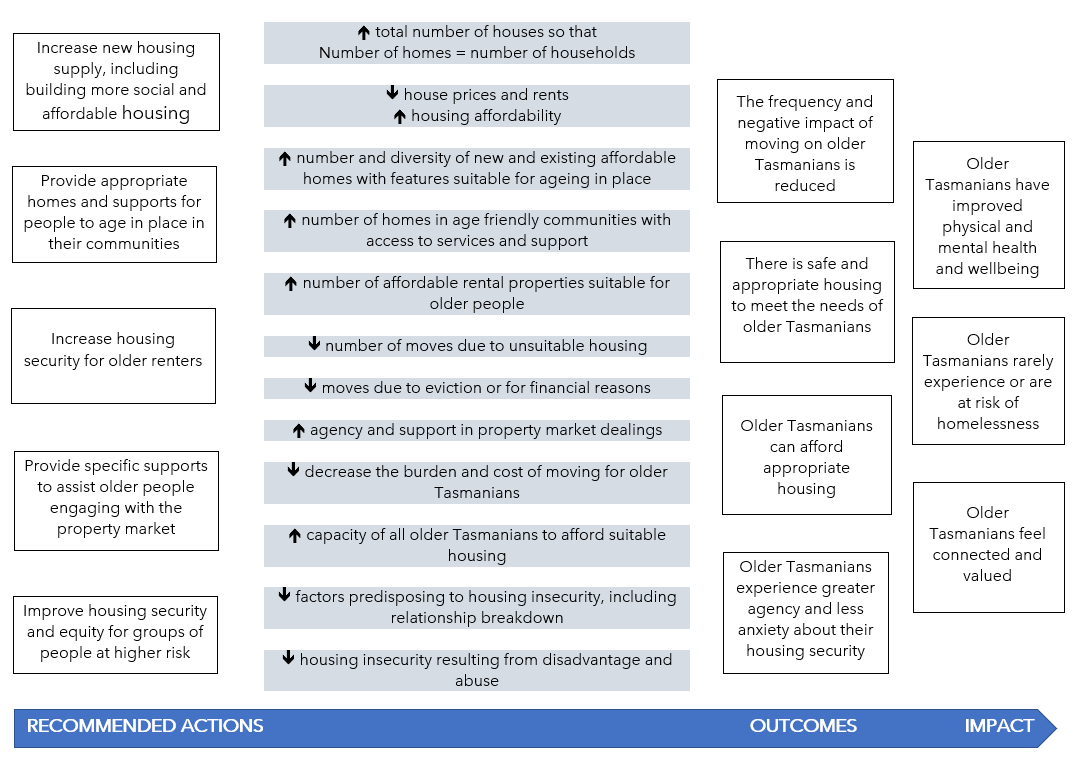 Increase new housing
supply, including
building more social and
affordable housing
Provide appropriate
homes and supports for
people to age in place in
their communities
Increase housing
security for older renters
Provide specific supports
to assist older people
engaging with the
property market
Improve housing security
and equity for groups of
people at higher risk
🡹 total number of houses so that
Number of homes = number of households
🡻 house prices and rents
🡹 housing affordability
🡹 number and diversity of new and existing affordable
homes with features suitable for ageing in place
🡹 number of homes in age friendly communities with
access to services and support
🡹 number of affordable rental properties suitable for
older people
🡻 number of moves due to unsuitable housing
🡻 moves due to eviction or for financial reasons
🡹 agency and support in property market dealings
🡻 decrease the burden and cost of moving for older
Tasmanians
🡹 capacity of all older Tasmanians to afford suitable
housing
🡻 factors predisposing to housing insecurity, including
relationship breakdown
🡻 housing insecurity resulting from disadvantage and
abuse
The frequency and
negative impact of
moving on older
Tasmanians is
reduced
There is safe and
appropriate housing
to meet the needs of
older Tasmanians
Older Tasmanians
can afford
appropriate
housing
Older Tasmanians
experience greater
agency and less
anxiety about their
housing security
Older
Tasmanians have
improved
physical and
mental health
and wellbeing
Older
Tasmanians rarely
experience or are
at risk of
homelessness
Older
Tasmanians feel
connected and
valued
RECOMMENDED ACTIONS OUTCOMES IMPACT